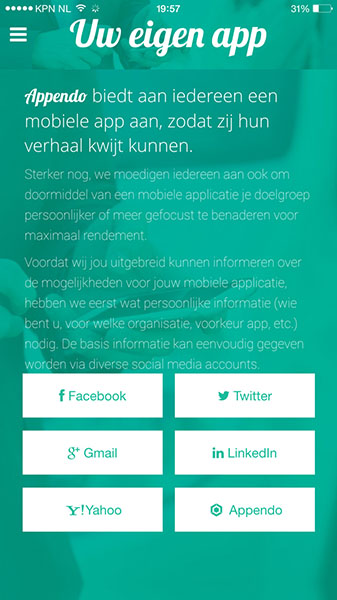 KPN NL 19:57 31%
Uw eigen app
Appendo biedt aan iedereen een
mobiele app aan, zodat zij hun
verhaal kwijt kunnen.
Sterker nog, we moedigen iedereen aan ook om
doormiddel van een mobiele applicatie je doelgroep
persoonlijker of meer gefocust te benaderen voor
maximaal rendement.
Voordat wij jou uitgebreid kunnen informeren over
de mogelijkheden voor jouw mobiele applicatie,
hebben we eerst wat persoonlijke informatie (wie
bent u, voor welke organisatie, voorkeur app, etc.)
nodig. De basis informatie kan eenvoudig gegeven
worden via diverse social media accounts.
Facebook Twitter
g+ Gmail in LinkedIn
Y! Yahoo Appendo